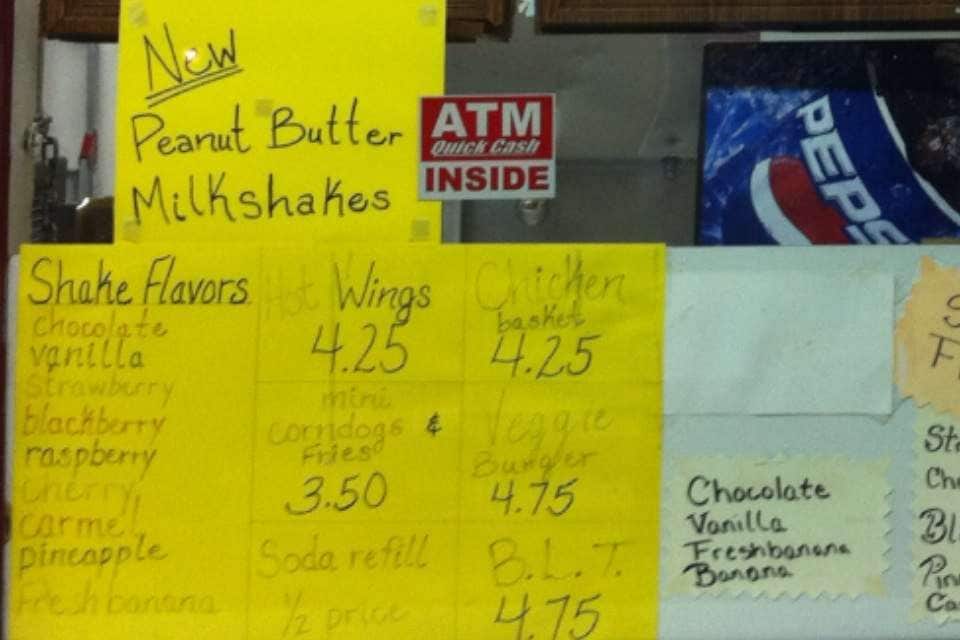 New
Peanut Butter
Milkshakes
ATM
Quick Cash
INSIDE
PEPS
Shake Flavors
Chocolate
vanilla
Strawberry
blackberry
raspberry
Cherry
carmel
pineapple
Fresh banana
Hot Wings
4.25
mini
corndogs &
Fries
3.50
Soda refill
1/2 price
Chicken
basket
4.25
Veggie
Burger
4.75
B.L.T.
4.75
Chocolate
Vanilla
Freshbanana
Banana